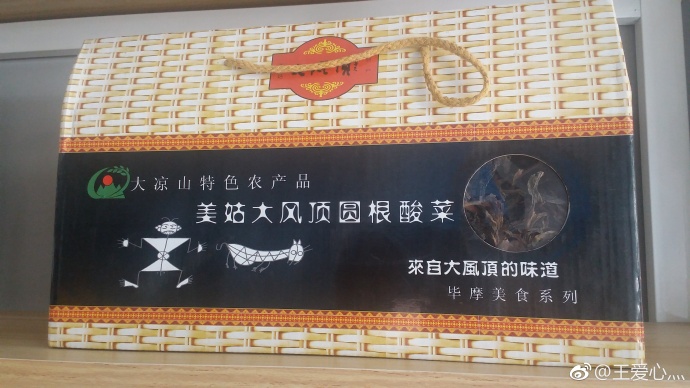 大凉山特色农产品
美姑大风顶圆根酸菜
來自大風頂的味道
毕摩美食系列
@王爱心灬